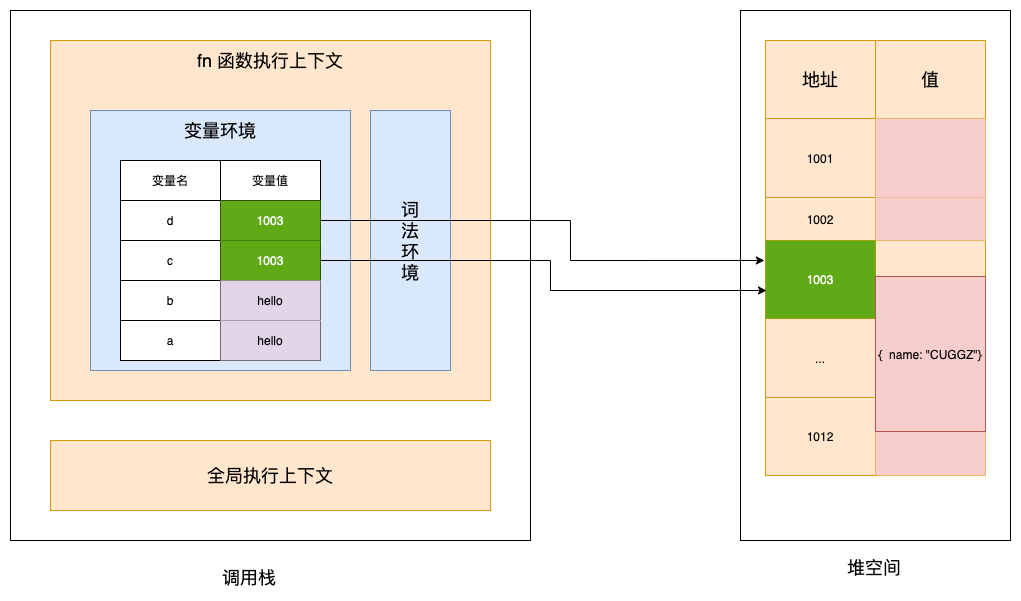 fn 函数执行上下文
变量环境
变量名 变量值
d 1003
c 1003
b hello
a hello
词
法
环
境
全局执行上下文
调用栈
地址 值
1001
1002
1003
{  name: "CUGGZ"}
...
1012
堆空间